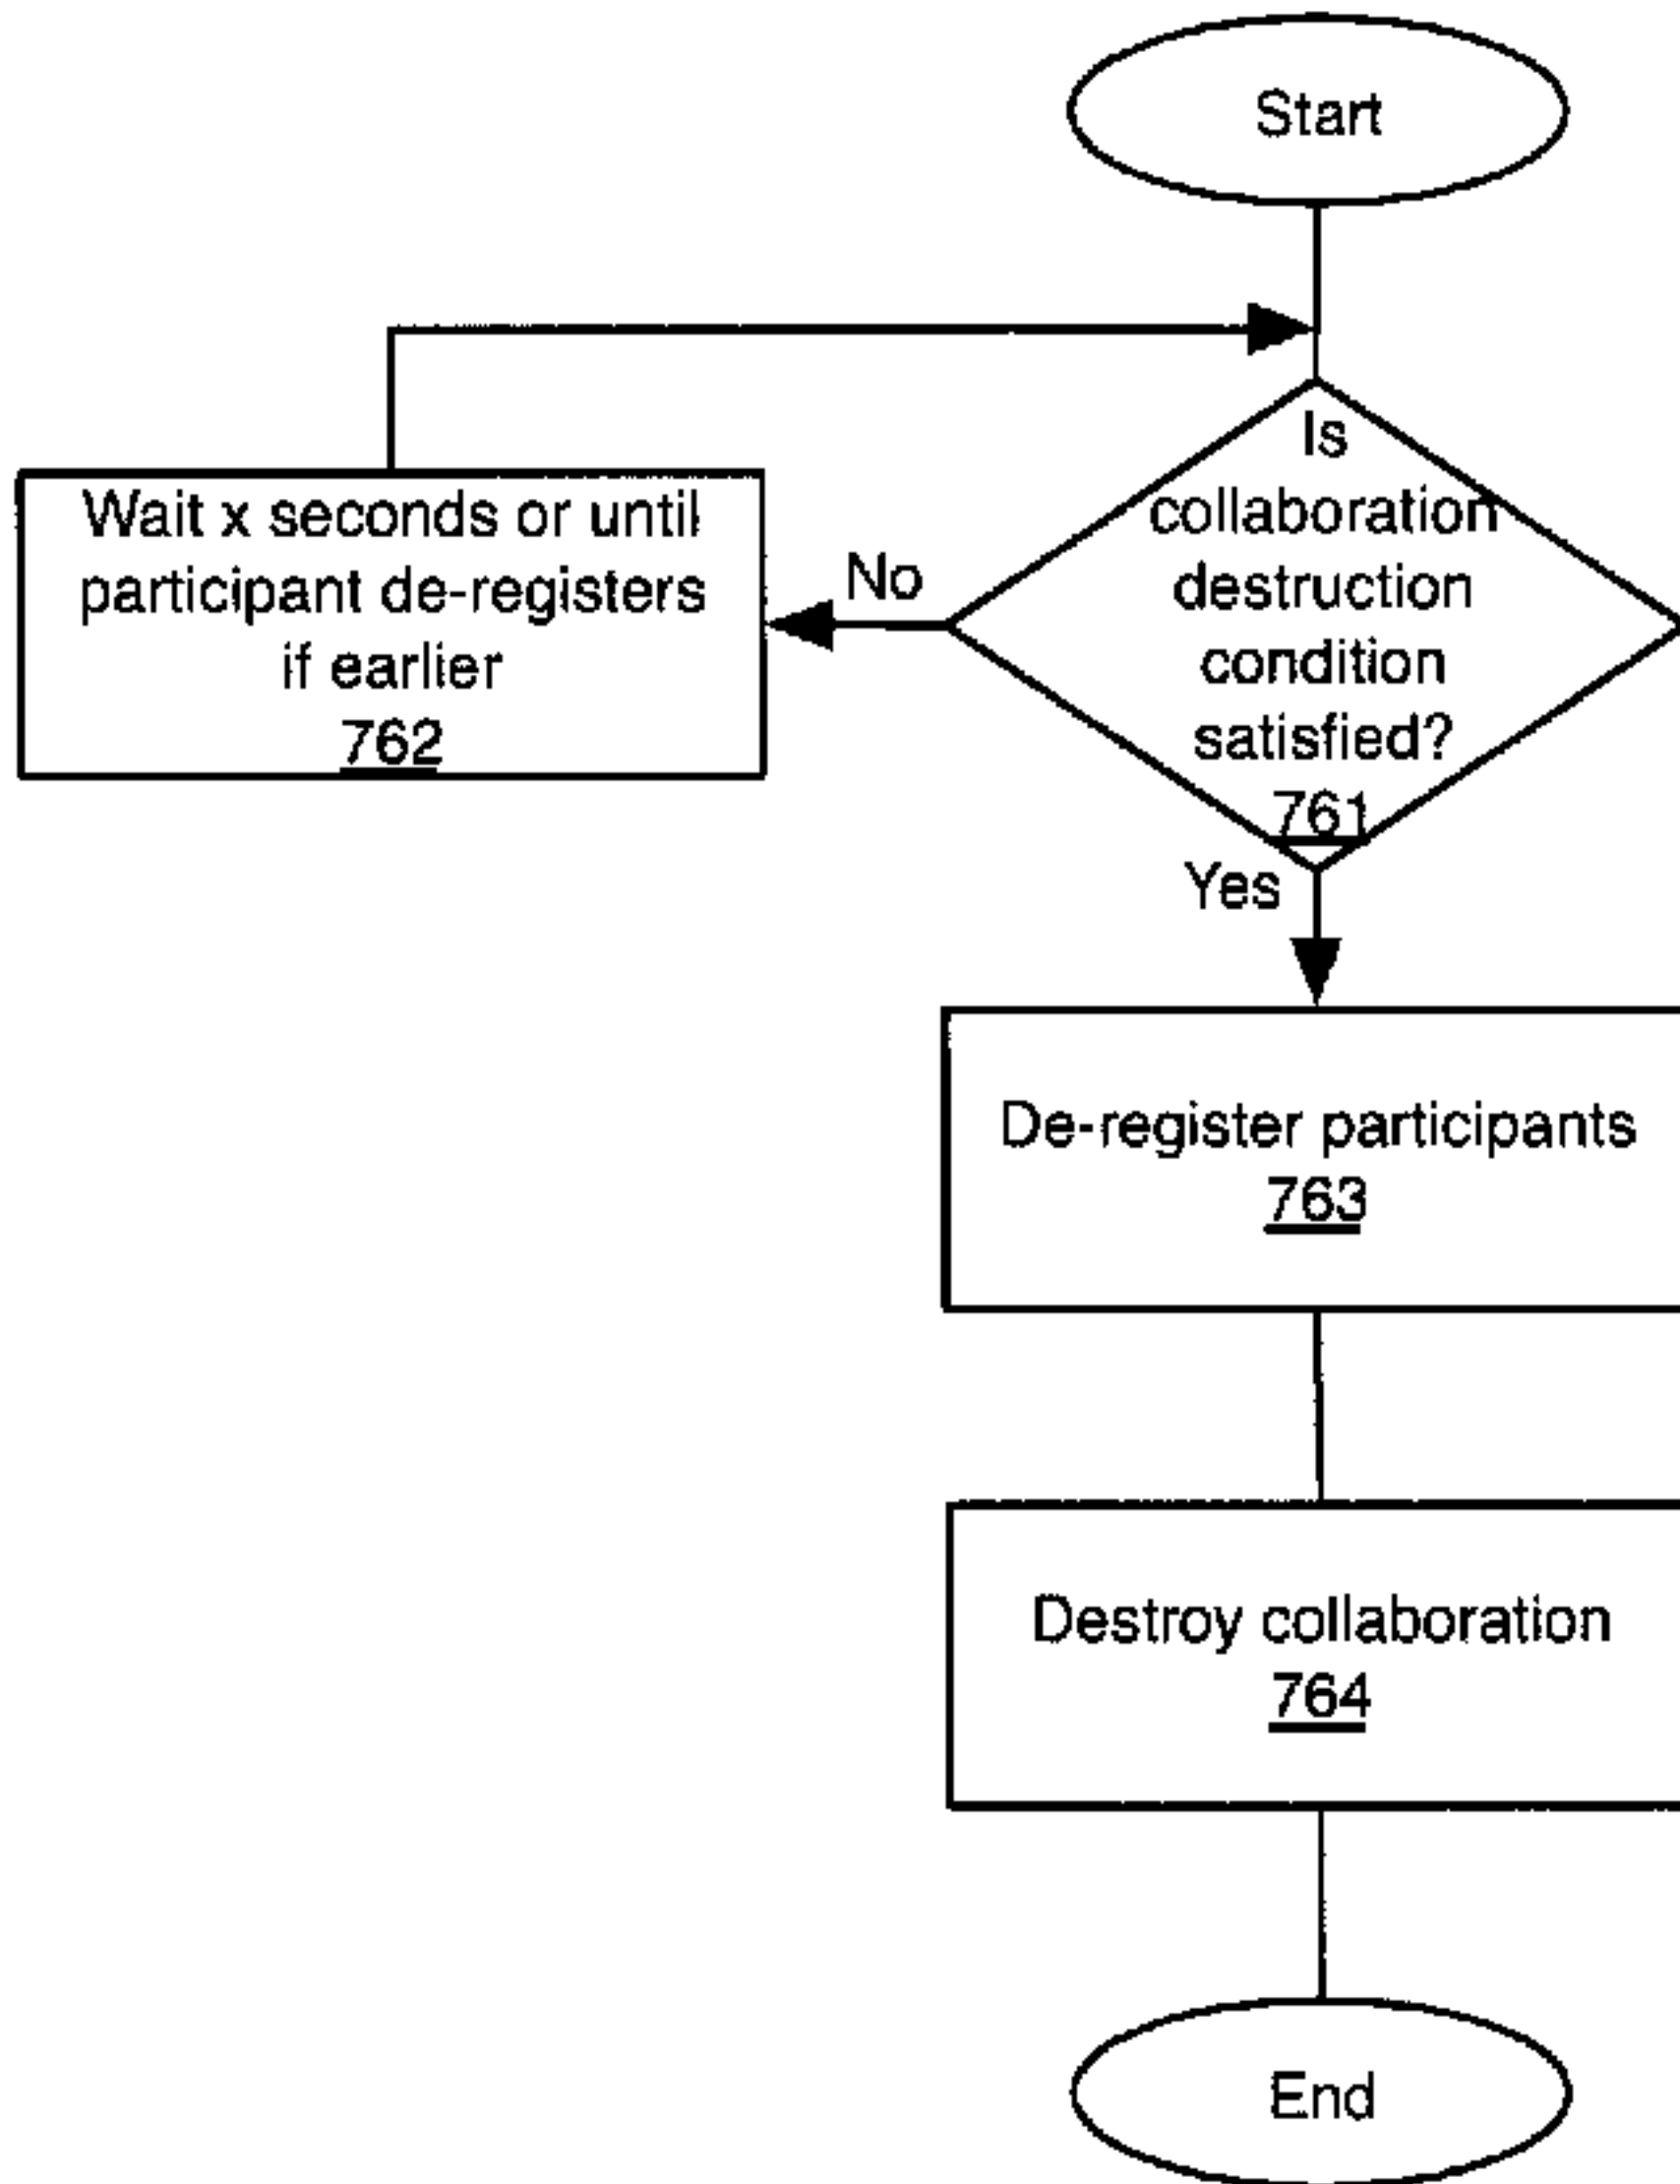 Start
Is
collaboration
destruction
condition
satisfied?
761
No
Wait x seconds or until
participant de-registers
if earlier
762
Yes
De-register participants
763
Destroy collaboration
764
End